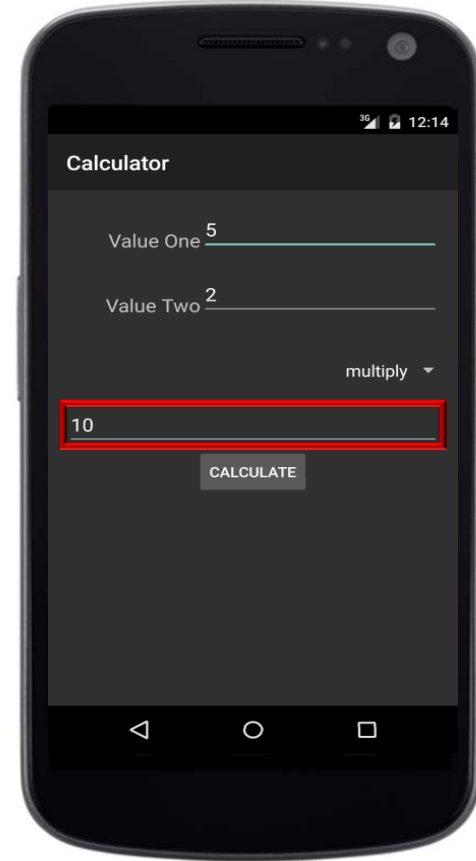 3G 12:14
Calculator
Value One 5
Value Two 2
multiply
10
CALCULATE